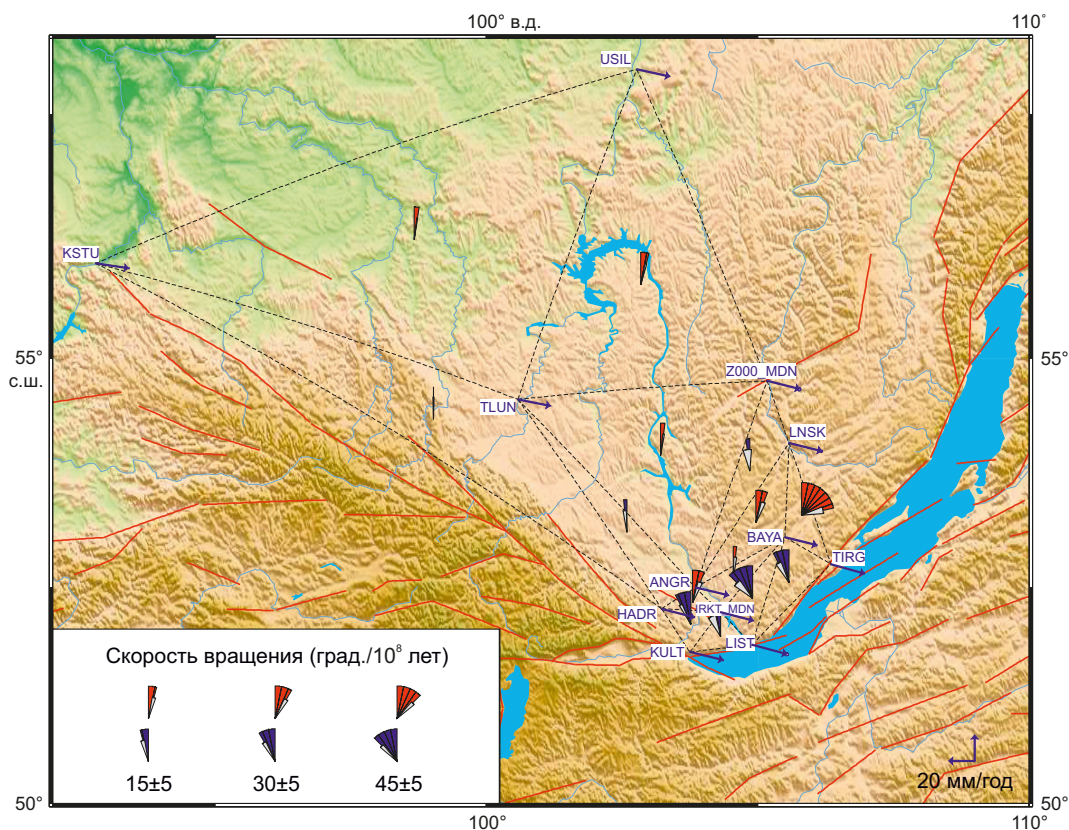 100° в.д.
110°
USIL
KSTU
55°
с.ш.
55°
Z000_MDN
TLUN
LNSK
BAYA
TIRG
ANGR
HADR
IRKT_MDN
LIST
KULT
Скорость вращения (град./10⁸ лет)
15±5
30±5
45±5
20 мм/год
50°
50°
100°
110°